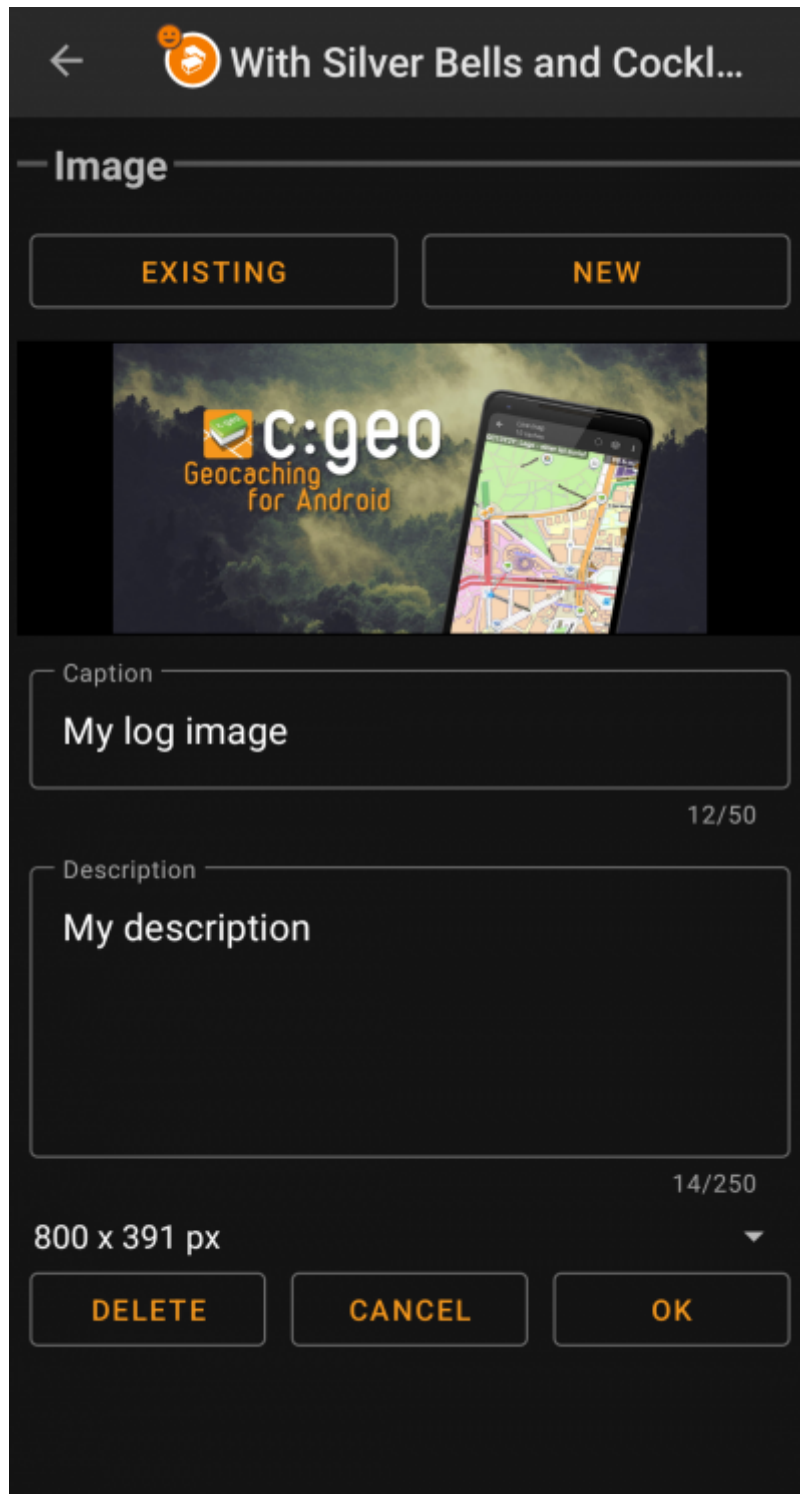 With Silver Bells and Cockl...
Image
EXISTING
NEW
c:geo
Geocaching
for Android
Caption
My log image
12/50
Description
My description
14/250
800 x 391 px
DELETE
CANCEL
OK